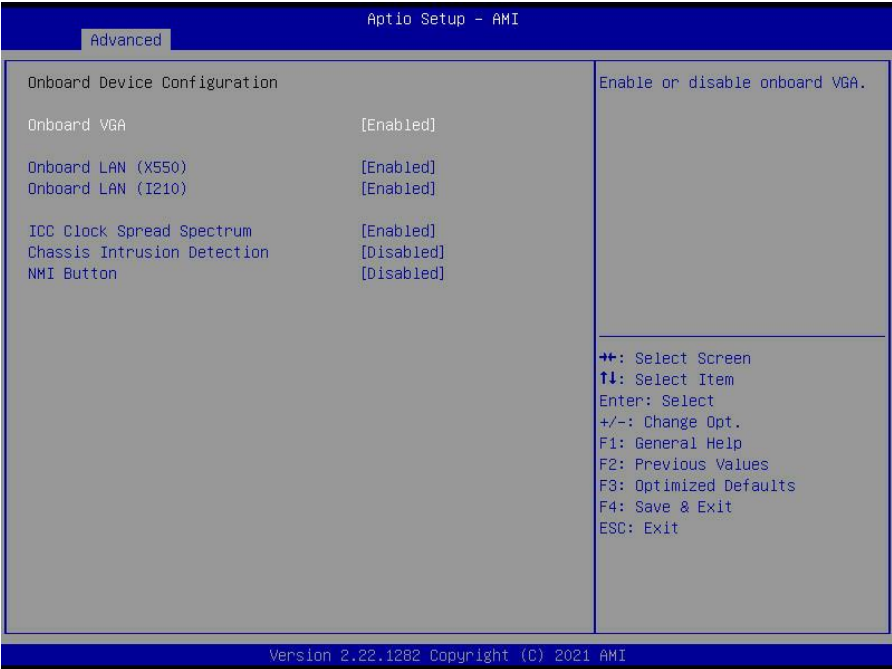 Aptio Setup – AMI
Advanced
Onboard Device Configuration
Onboard VGA [Enabled]
Onboard LAN (X550) [Enabled]
Onboard LAN (I210) [Enabled]
ICC Clock Spread Spectrum [Enabled]
Chassis Intrusion Detection [Disabled]
NMI Button [Disabled]
Enable or disable onboard VGA.
→←: Select Screen
↑↓: Select Item
Enter: Select
+/-: Change Opt.
F1: General Help
F2: Previous Values
F3: Optimized Defaults
F4: Save & Exit
ESC: Exit
Version 2.22.1282 Copyright (C) 2021 AMI